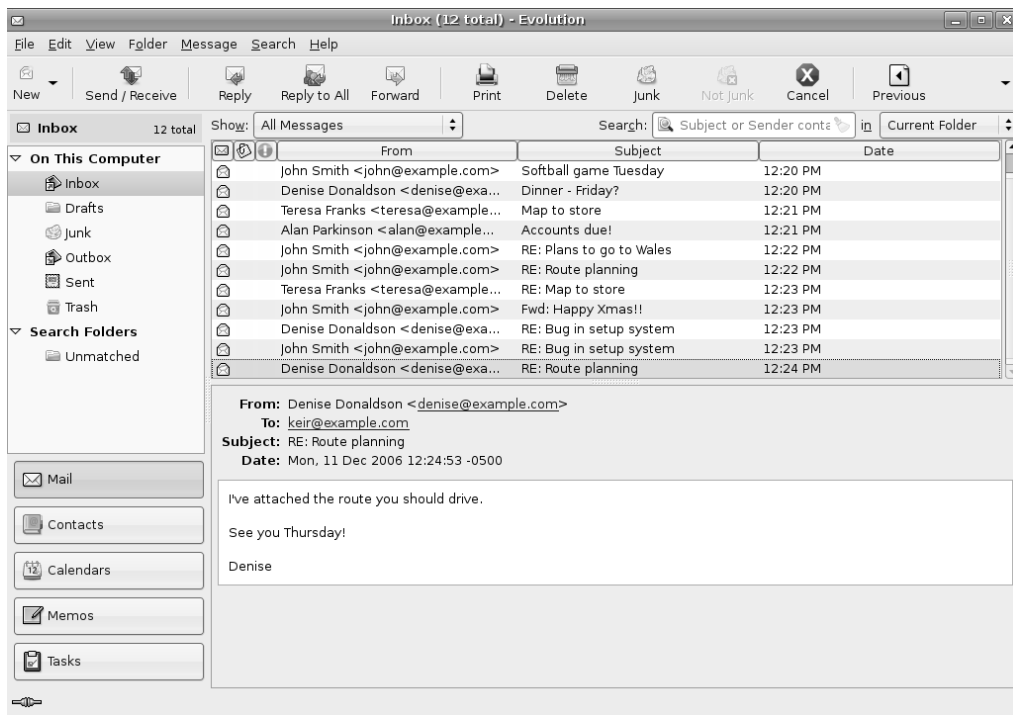 Inbox (12 total) - Evolution
File Edit View Folder Message Search Help
New Send / Receive Reply Reply to All Forward Print Delete Junk Not Junk Cancel Previous
Inbox 12 total
Show: All Messages Search: Subject or Sender conta in Current Folder
On This Computer
Inbox
Drafts
Junk
Outbox
Sent
Trash
Search Folders
Unmatched
From Subject Date
John Smith <john@example.com> Softball game Tuesday 12:20 PM
Denise Donaldson <denise@exa... Dinner - Friday? 12:20 PM
Teresa Franks <teresa@example... Map to store 12:21 PM
Alan Parkinson <alan@example... Accounts due! 12:21 PM
John Smith <john@example.com> RE: Plans to go to Wales 12:22 PM
John Smith <john@example.com> RE: Route planning 12:22 PM
Teresa Franks <teresa@example... RE: Map to store 12:23 PM
John Smith <john@example.com> Fwd: Happy Xmas!! 12:23 PM
Denise Donaldson <denise@exa... RE: Bug in setup system 12:23 PM
John Smith <john@example.com> RE: Bug in setup system 12:23 PM
Denise Donaldson <denise@exa... RE: Route planning 12:24 PM
From: Denise Donaldson <denise@example.com>
To: keir@example.com
Subject: RE: Route planning
Date: Mon, 11 Dec 2006 12:24:53 -0500
I've attached the route you should drive.
See you Thursday!
Denise
Mail
Contacts
12 Calendars
Memos
Tasks